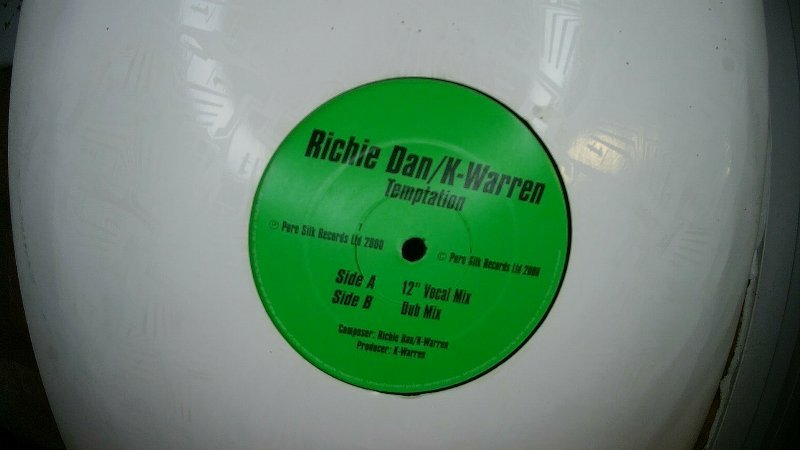 Richie Dan/K-Warren
Temptation
℗ Pure Silk Records Ltd 2000
© Pure Silk Records Ltd 2000
Side A 12" Vocal Mix
Side B Dub Mix
Composer: Richie Dan/K-Warren
Producer: K-Warren